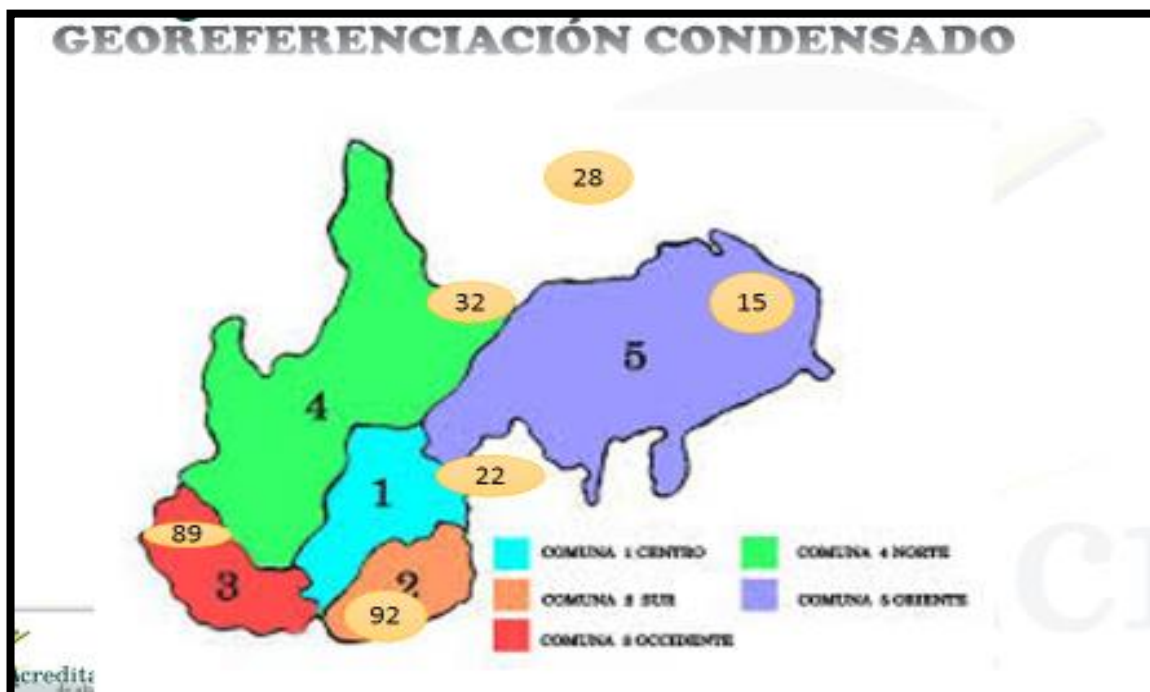 GEOREFERENCIACIÓN CONDENSADO
28
32
15
5
4
22
1
89
3
2
92
COMUNA 1 CENTRO
COMUNA 4 NORTE
COMUNA 2 SUR
COMUNA 5 ORIENTE
COMUNA 3 OCCIDENTE